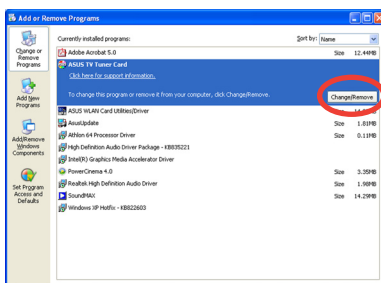 Add or Remove Programs
Change or
Remove
Programs
Currently installed programs:
Sort by: Name
Adobe Acrobat 5.0 Size 12.44MB
ASUS TV Tuner Card
Click here for support information.
To change this program or remove it from your computer, click Change/Remove.
Change/Remove
Add New
Programs
ASUS WLAN Card Utilities/Driver
AsusUpdate Size 1.81MB
Athlon 64 Processor Driver Size 0.11MB
High Definition Audio Driver Package - KB835221
Intel(R) Graphics Media Accelerator Driver
PowerCinema 4.0 Size 3.35MB
Realtek High Definition Audio Driver Size 1.98MB
SoundMAX Size 14.29MB
Windows XP Hotfix - KB822603
Add/Remove
Windows
Components
Set Program
Access and
Defaults